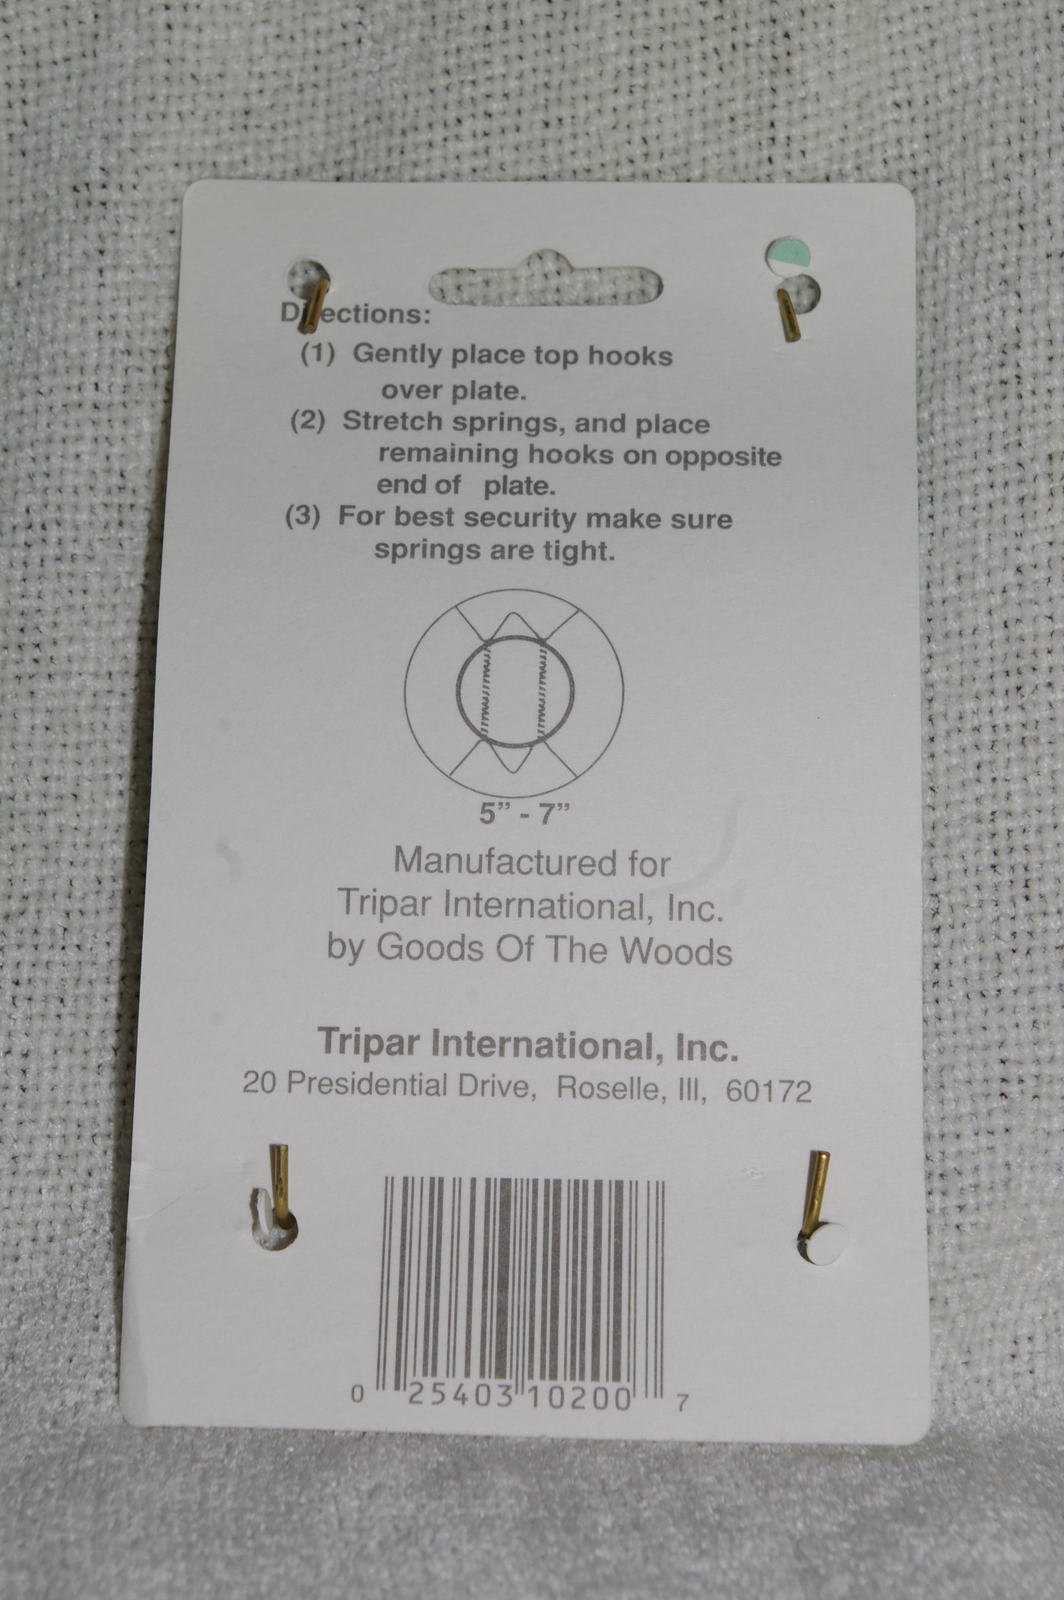 Directions:
(1) Gently place top hooks
over plate.
(2) Stretch springs, and place
remaining hooks on opposite
end of plate.
(3) For best security make sure
springs are tight.
5” - 7”
Manufactured for
Tripar International, Inc.
by Goods Of The Woods
Tripar International, Inc.
20 Presidential Drive, Roselle, Ill, 60172
0 25403 10200 7